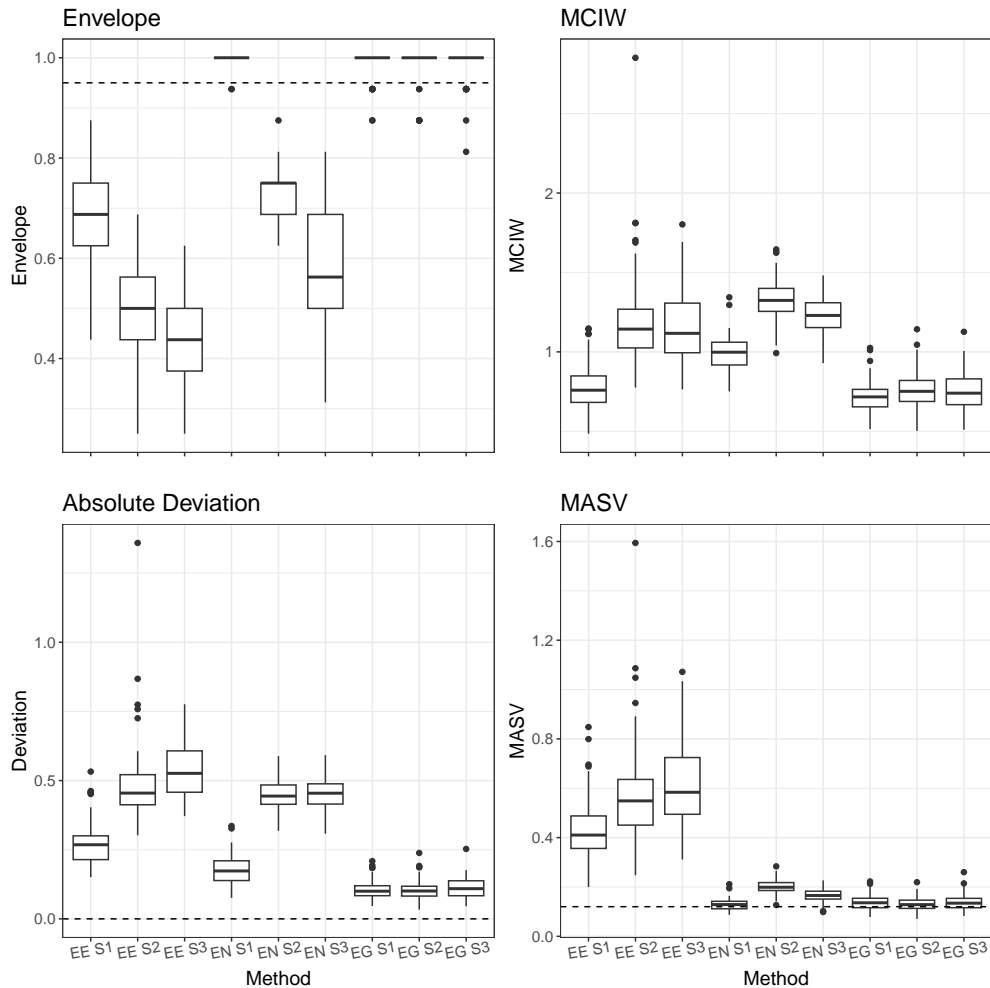 Envelope
MCIW
Envelope
1.0
0.8
0.6
0.4
MCIW
2
1
Absolute Deviation
MASV
Deviation
1.0
0.5
0.0
MASV
1.6
1.2
0.8
0.4
0.0
EE S1 EE S2 EE S3 EN S1 EN S2 EN S3 EG S1 EG S2 EG S3
EE S1 EE S2 EE S3 EN S1 EN S2 EN S3 EG S1 EG S2 EG S3
Method
Method